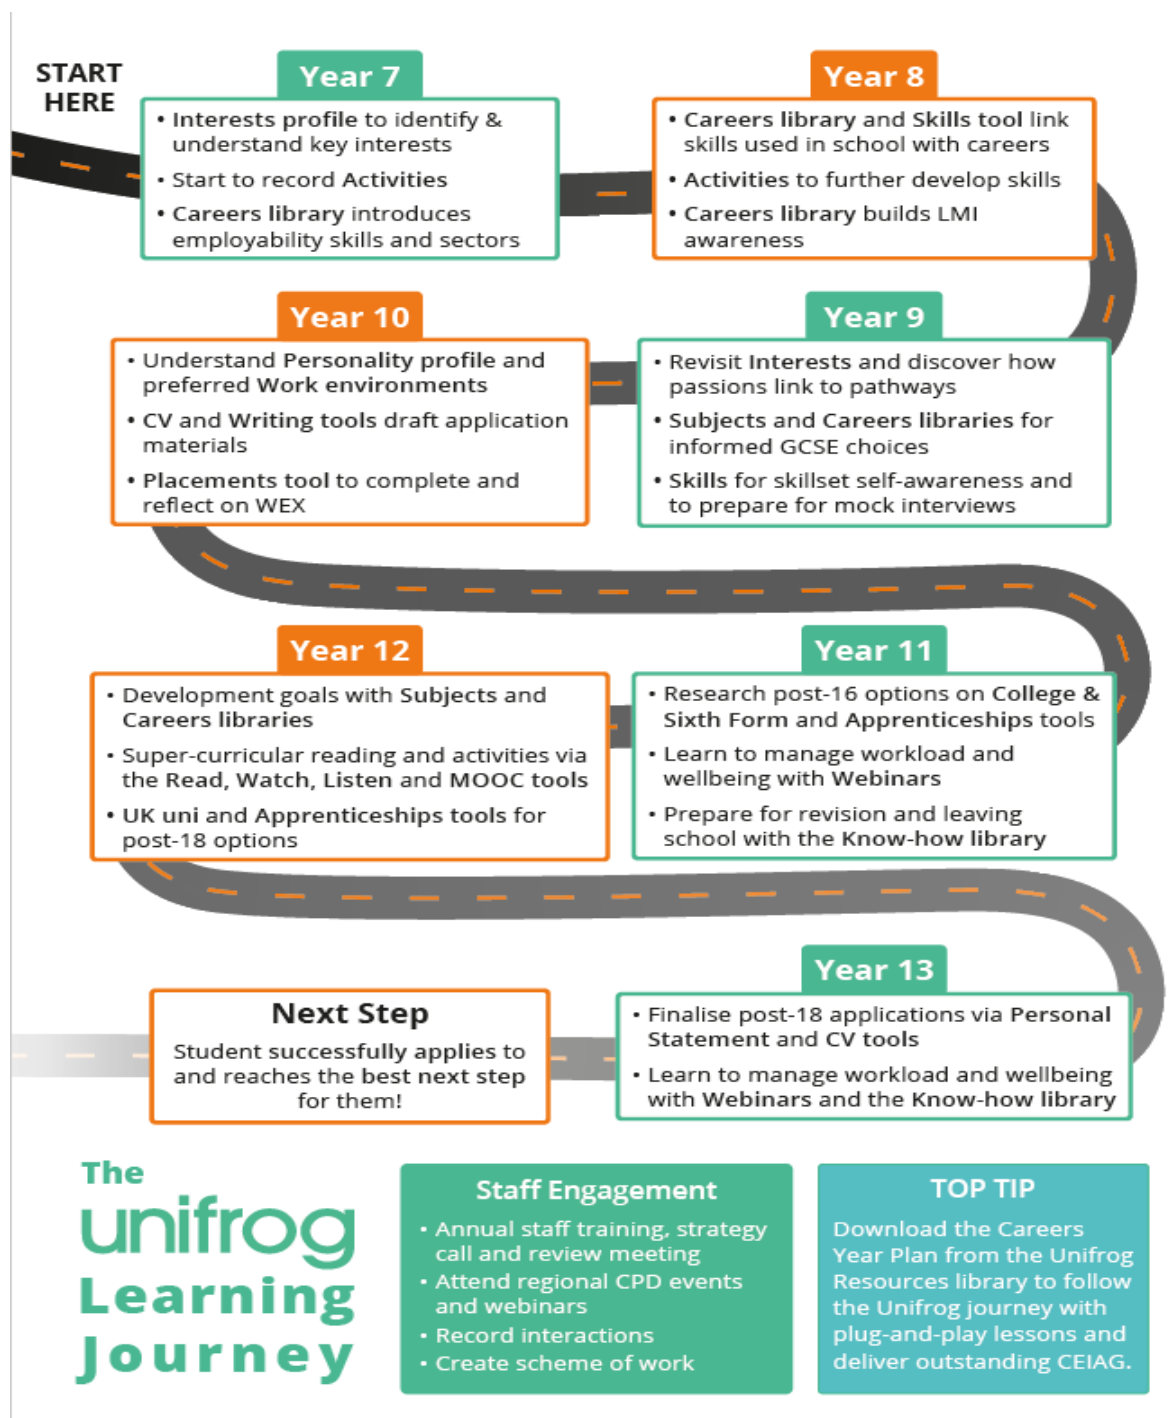 START
HERE
Year 7
• Interests profile to identify &
understand key interests
• Start to record Activities
• Careers library introduces
employability skills and sectors
Year 8
• Careers library and Skills tool link
skills used in school with careers
• Activities to further develop skills
• Careers library builds LMI
awareness
Year 9
• Revisit Interests and discover how
passions link to pathways
• Subjects and Careers libraries for
informed GCSE choices
• Skills for skillset self-awareness and
to prepare for mock interviews
Year 10
• Understand Personality profile and
preferred Work environments
• CV and Writing tools draft application
materials
• Placements tool to complete and
reflect on WEX
Year 11
• Research post-16 options on College &
Sixth Form and Apprenticeships tools
• Learn to manage workload and
wellbeing with Webinars
• Prepare for revision and leaving
school with the Know-how library
Year 12
• Development goals with Subjects and
Careers libraries
• Super-curricular reading and activities via
the Read, Watch, Listen and MOOC tools
• UK uni and Apprenticeships tools for
post-18 options
Year 13
• Finalise post-18 applications via Personal
Statement and CV tools
• Learn to manage workload and wellbeing
with Webinars and the Know-how library
Next Step
Student successfully applies to
and reaches the best next step
for them!
The
unifrog
Learning
Journey
Staff Engagement
• Annual staff training, strategy
call and review meeting
• Attend regional CPD events
and webinars
• Record interactions
• Create scheme of work
TOP TIP
Download the Careers
Year Plan from the Unifrog
Resources library to follow
the Unifrog journey with
plug-and-play lessons and
deliver outstanding CEIAG.